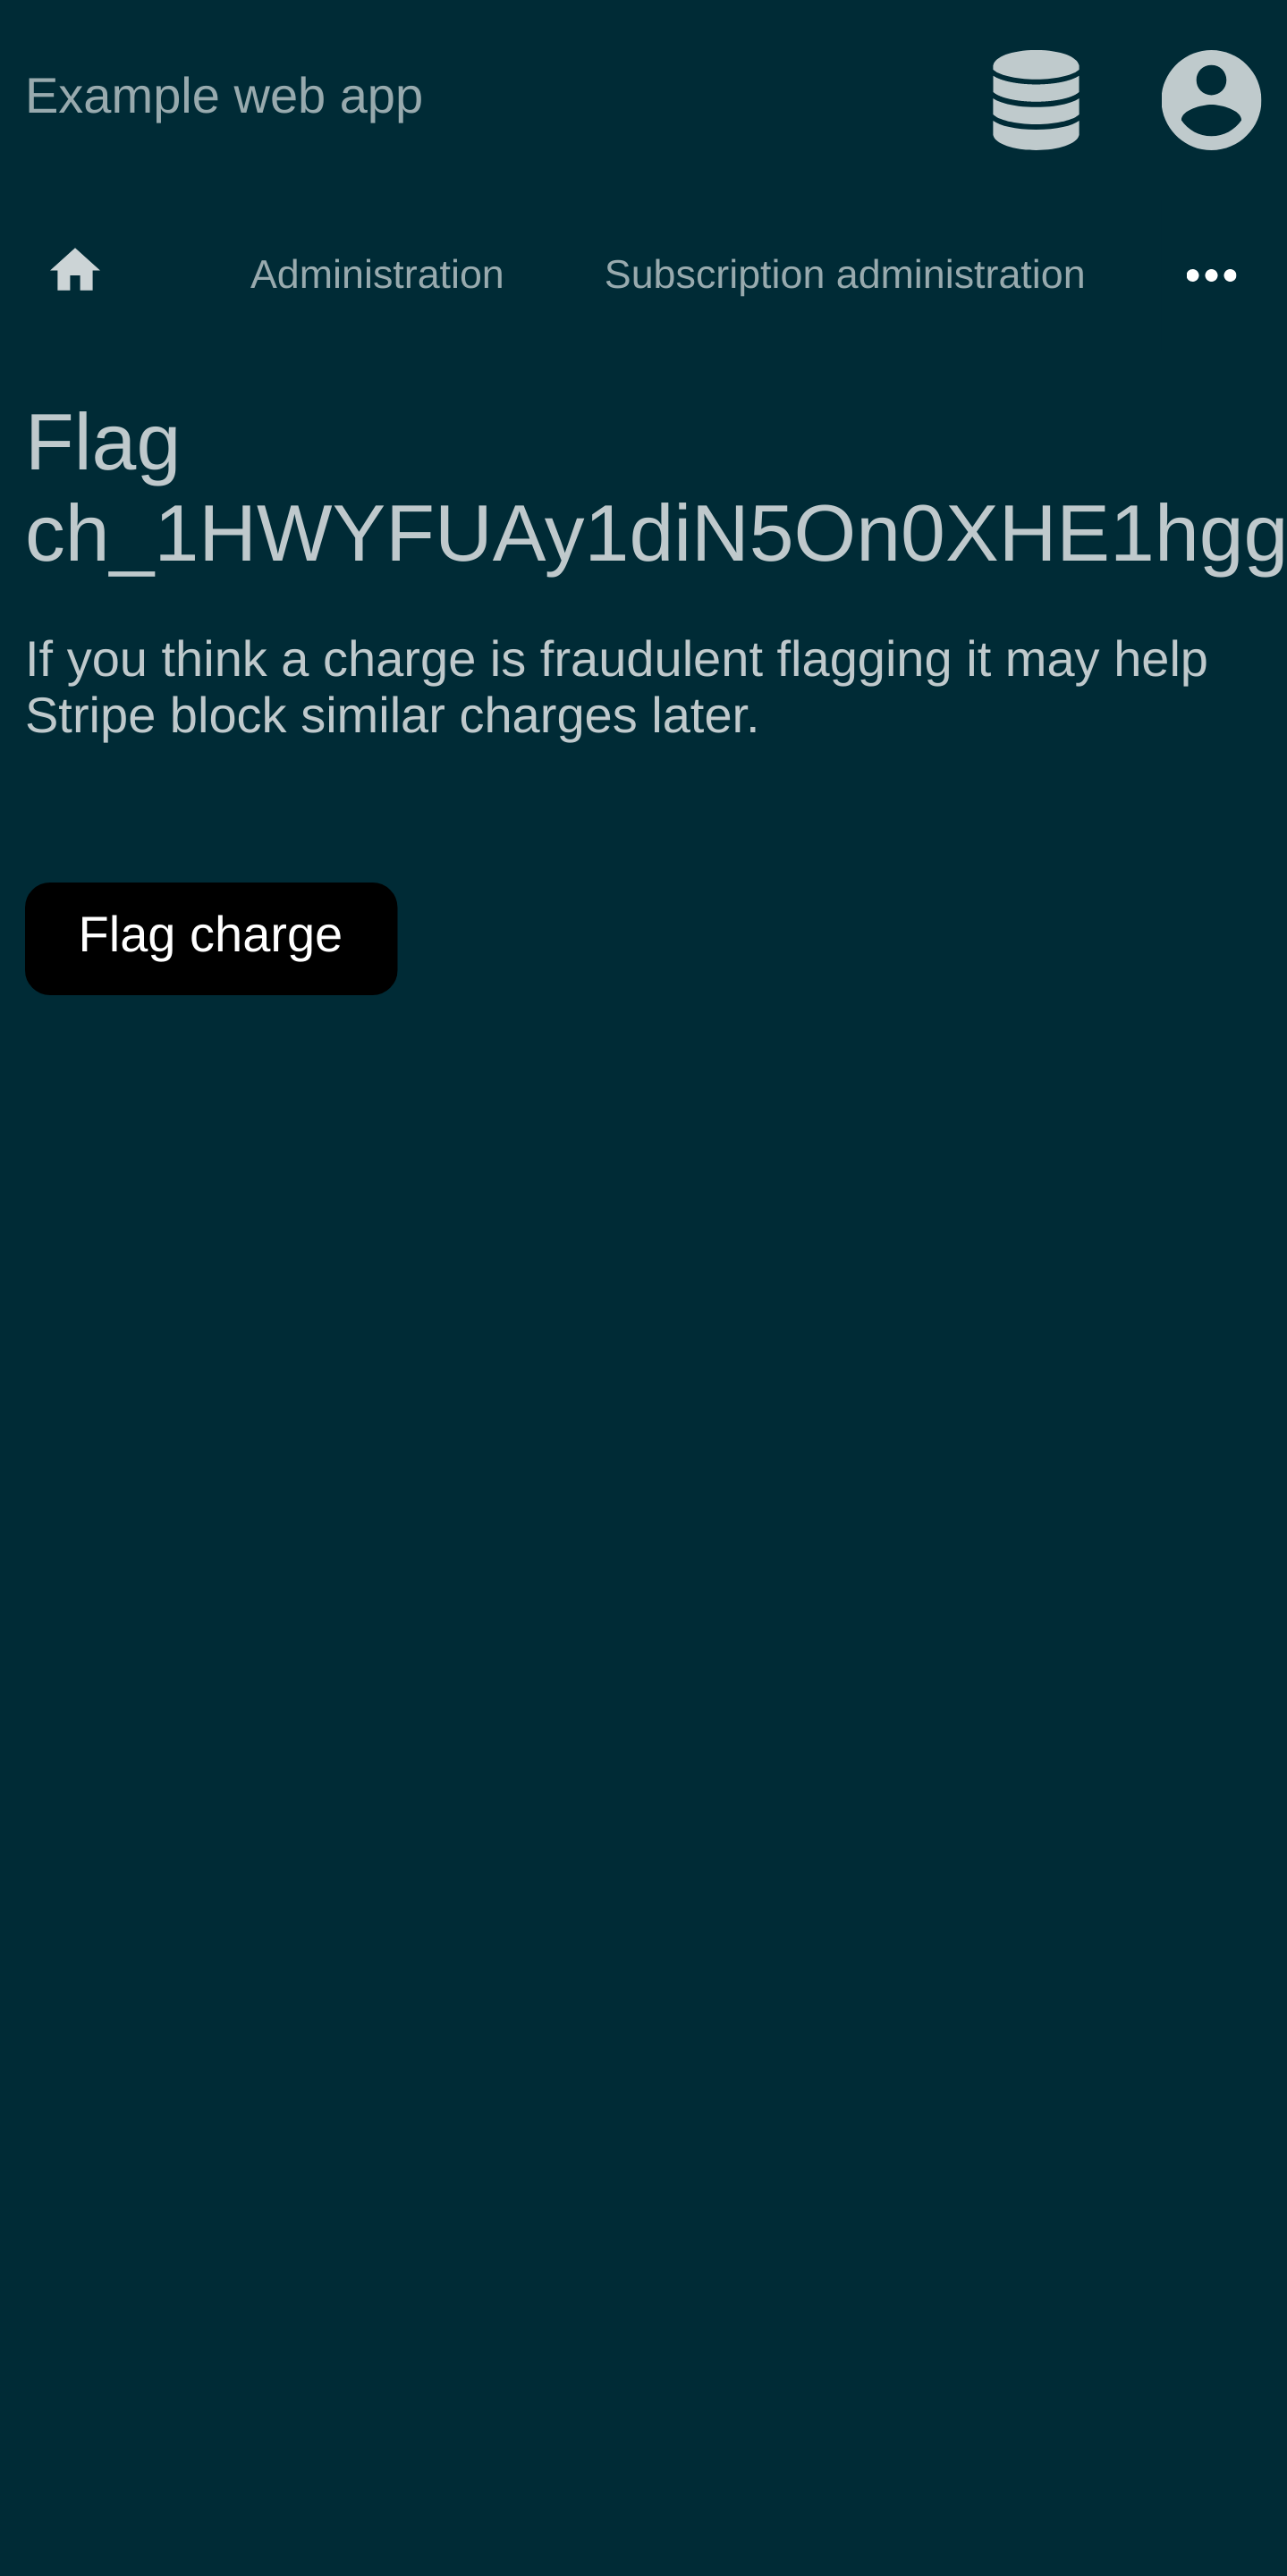 Example web app
Administration Subscription administration
Flag
ch_1HWYFUAy1diN5On0XHE1hgg
If you think a charge is fraudulent flagging it may help
Stripe block similar charges later.
Flag charge